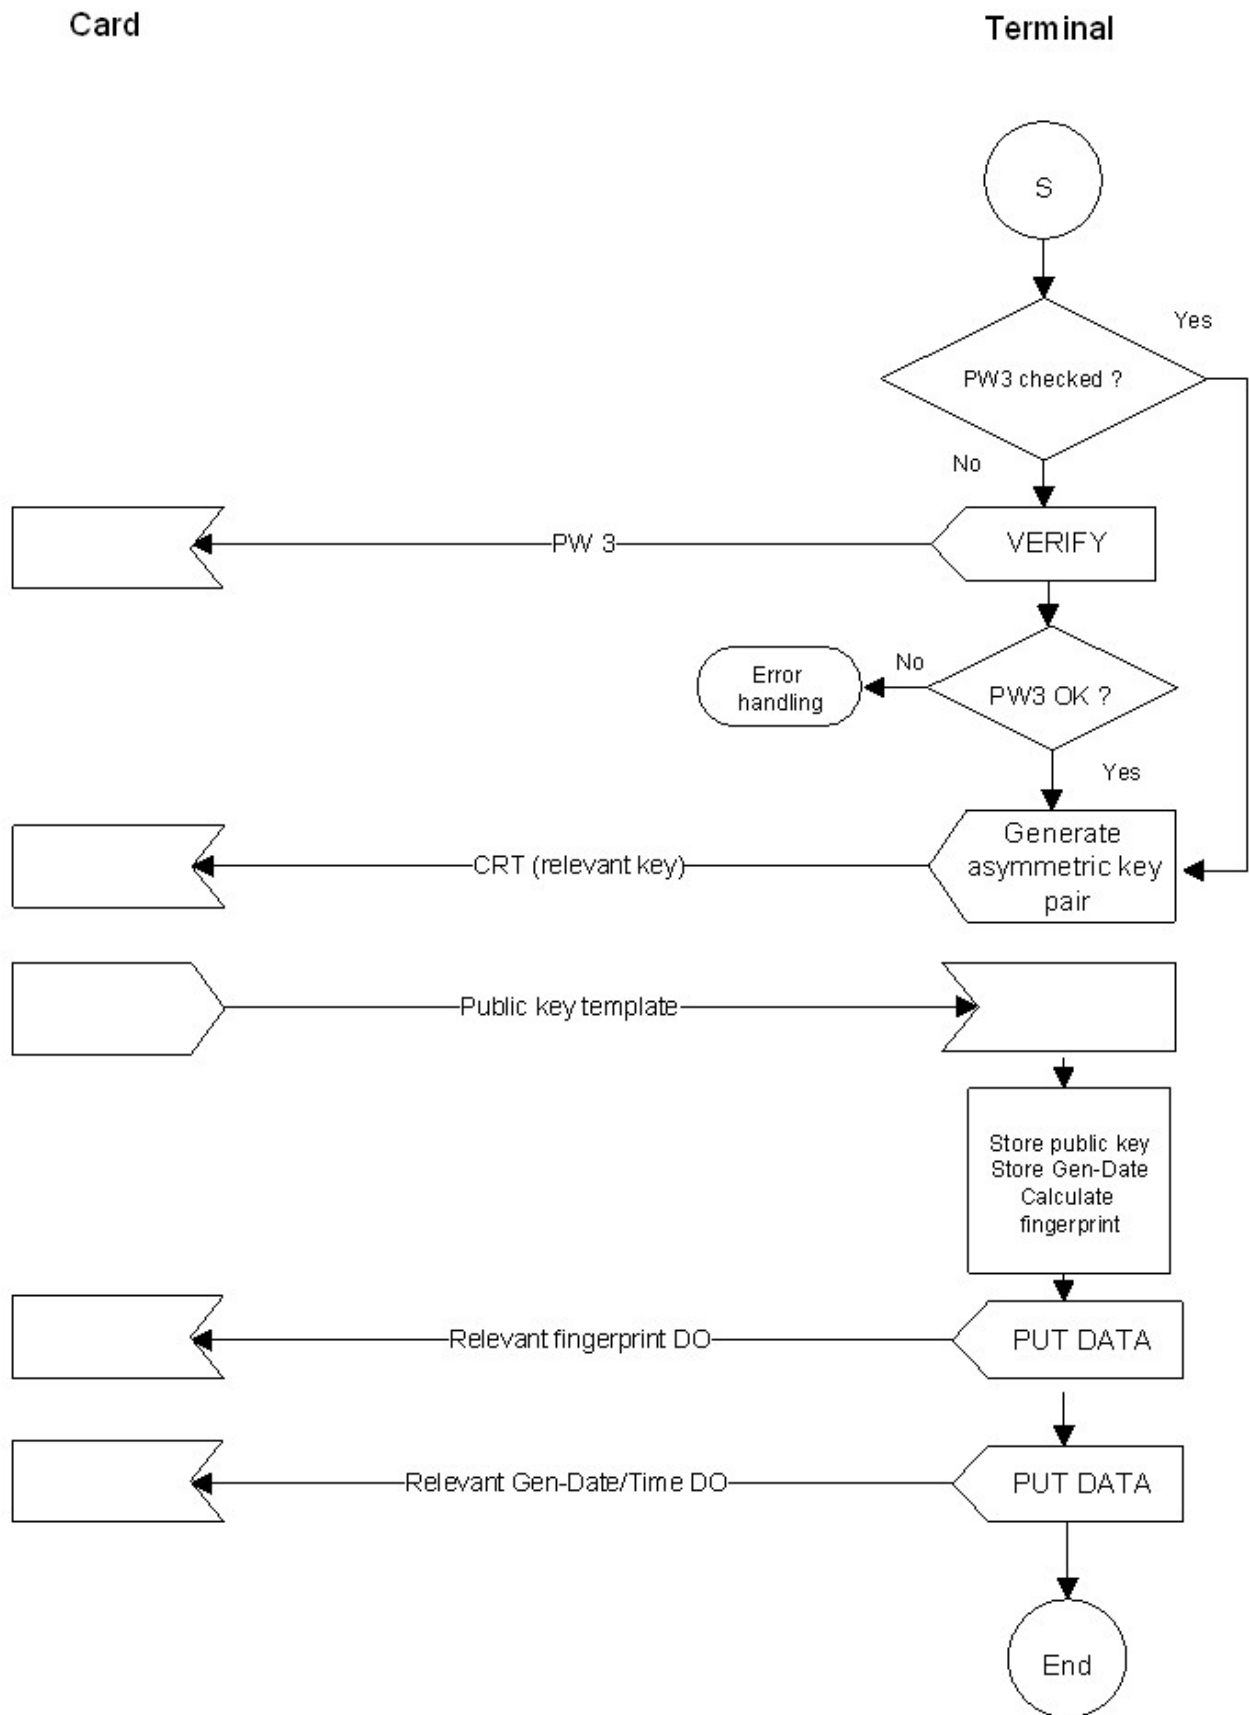 Card
Terminal
S
Yes
PW3 checked ?
No
PW 3
VERIFY
No
Error
handling
PW3 OK ?
Yes
Generate
asymmetric key
pair
CRT (relevant key)
Public key template
Store public key
Store Gen-Date
Calculate
fingerprint
Relevant fingerprint DO
PUT DATA
Relevant Gen-Date/Time DO
PUT DATA
End